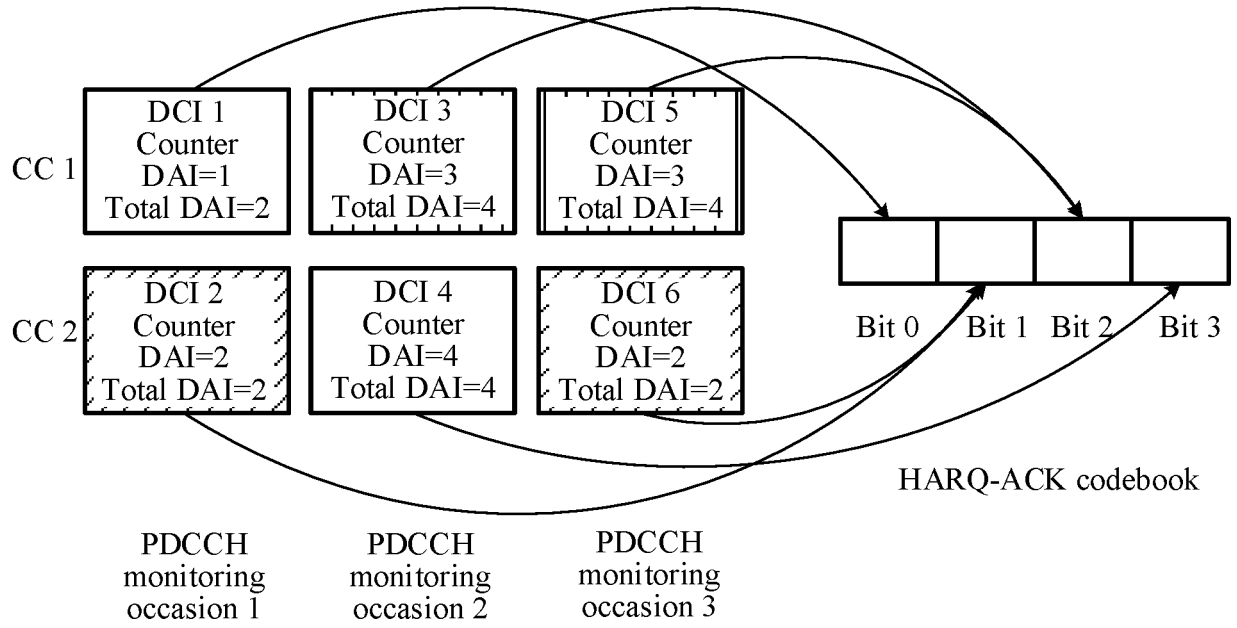 CC 1
DCI 1
Counter
DAI=1
Total DAI=2
DCI 3
Counter
DAI=3
Total DAI=4
DCI 5
Counter
DAI=3
Total DAI=4
CC 2
DCI 2
Counter
DAI=2
Total DAI=2
DCI 4
Counter
DAI=4
Total DAI=4
DCI 6
Counter
DAI=2
Total DAI=2
Bit 0
Bit 1
Bit 2
Bit 3
HARQ-ACK codebook
PDCCH
monitoring
occasion 1
PDCCH
monitoring
occasion 2
PDCCH
monitoring
occasion 3